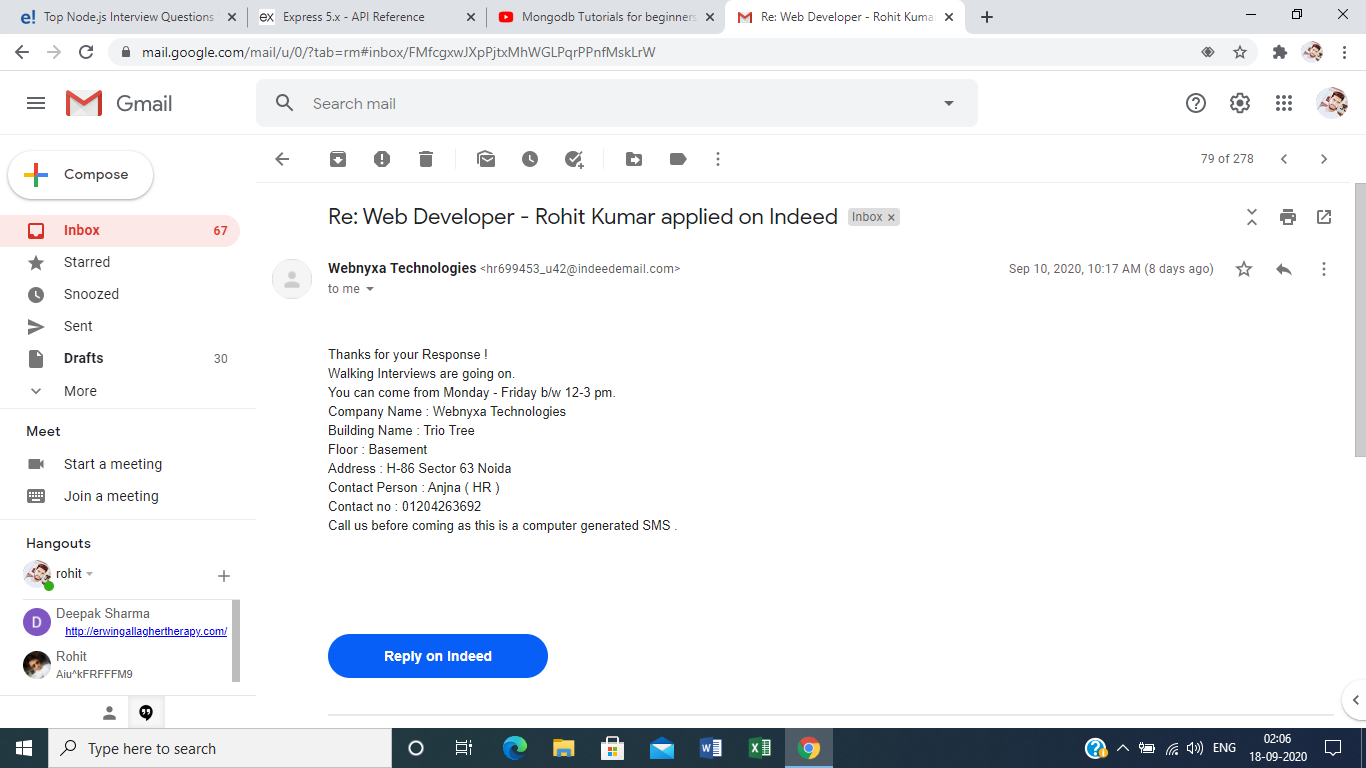 Top Node.js Interview Questions
Express 5.x - API Reference
Mongodb Tutorials for beginners
Re: Web Developer - Rohit Kuma
mail.google.com/mail/u/0/?tab=rm#inbox/FMfcgxwJXpPjtxMhWGLPqrPPnfMskLrW
Gmail
Search mail
Compose
79 of 278
Inbox 67
Starred
Snoozed
Sent
Drafts 30
More
Meet
Start a meeting
Join a meeting
Hangouts
rohit
Deepak Sharma
http://erwingallaghertherapy.com/
Rohit
Aiu^kFRFFFM9
Re: Web Developer - Rohit Kumar applied on Indeed Inbox x
Webnyxa Technologies <hr699453_u42@indeedemail.com>
Sep 10, 2020, 10:17 AM (8 days ago)
to me
Thanks for your Response !
Walking Interviews are going on.
You can come from Monday - Friday b/w 12-3 pm.
Company Name : Webnyxa Technologies
Building Name : Trio Tree
Floor : Basement
Address : H-86 Sector 63 Noida
Contact Person : Anjna ( HR )
Contact no : 01204263692
Call us before coming as this is a computer generated SMS .
Reply on Indeed
Type here to search
ENG
02:06
18-09-2020